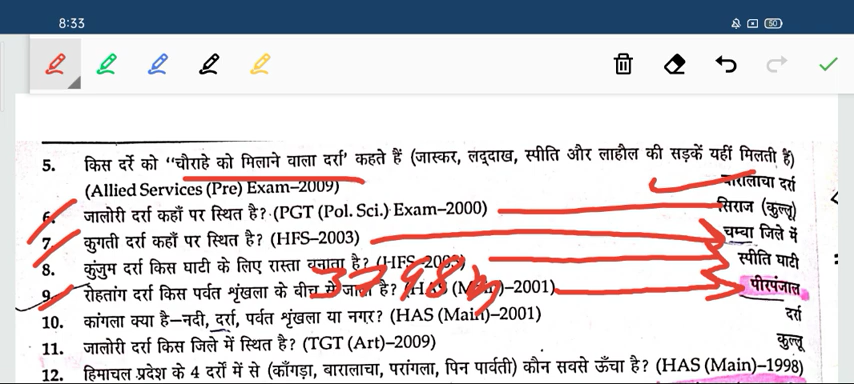 8:33
50
5. किस दर्रे को "चौराहे को मिलाने वाला दर्रा' कहते हैं (जास्कर, लद्दाख, स्पीति और लाहौल की सड़कें यहीं मिलती हैं)
(Allied Services (Pre) Exam–2009) बारालाचा दर्रा
6. जालोरी दर्रा कहाँ पर स्थित है? (PGT (Pol. Sci.) Exam–2000) सिराज (कुल्लू)
7. कुगती दर्रा कहाँ पर स्थित है? (HFS–2003) चम्बा जिले में
8. कुंजुम दर्रा किस घाटी के लिए रास्ता बनाता है? (HFS–2003) स्पीति घाटी
3798 m
9. रोहतांग दर्रा किस पर्वत शृंखला के बीच से जाता है? (HAS (Main)–2001) पीरपंजाल
10. कांगला क्या है–नदी, दर्रा, पर्वत शृंखला या नगर? (HAS (Main)–2001) दर्रा
11. जालोरी दर्रा किस जिले में स्थित है? (TGT (Art)–2009) कुल्लू
12. हिमाचल प्रदेश के 4 दर्रों में से (काँगड़ा, बारालाचा, परांगला, पिन पार्वती) कौन सबसे ऊँचा है? (HAS (Main)–1998)